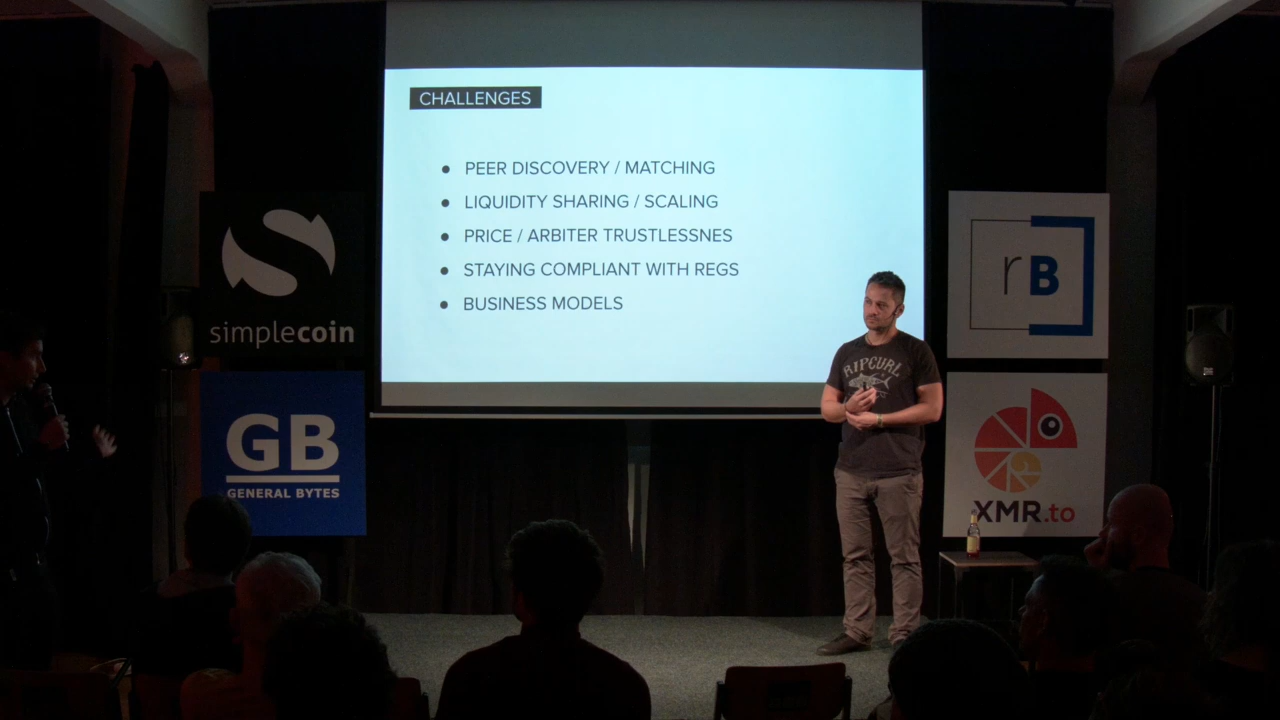 CHALLENGES
● PEER DISCOVERY / MATCHING
● LIQUIDITY SHARING / SCALING
● PRICE / ARBITER TRUSTLESSNES
● STAYING COMPLIANT WITH REGS
● BUSINESS MODELS
simplecoin
GB
GENERAL BYTES
rB
XMR.to
RIPCURL